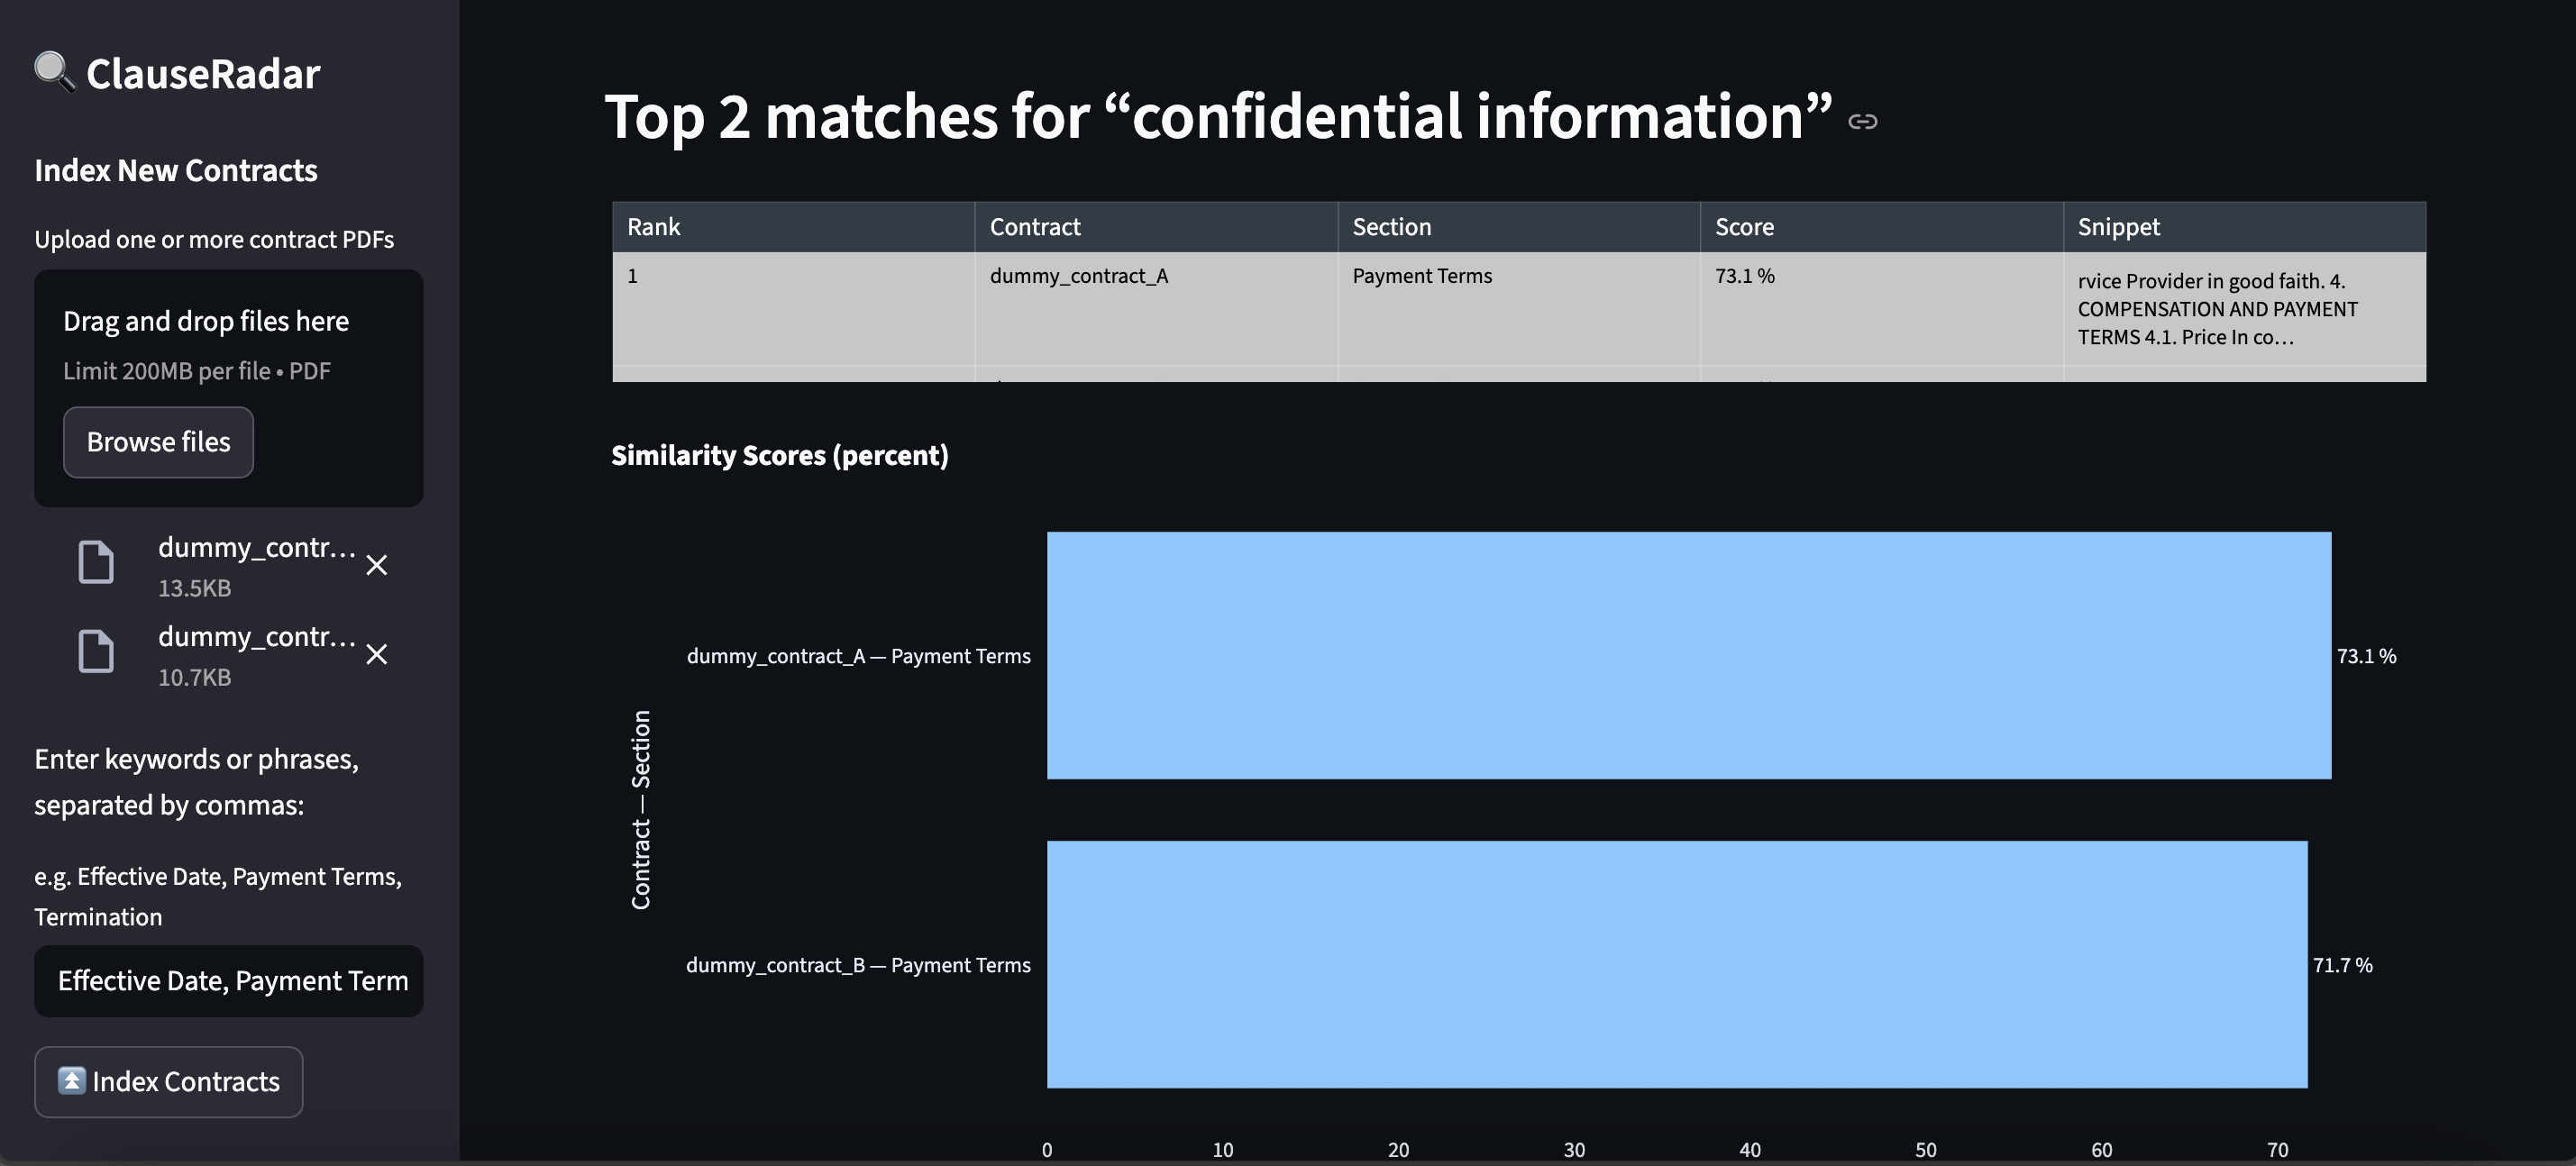 ClauseRadar
Index New Contracts
Upload one or more contract PDFs
Drag and drop files here
Limit 200MB per file • PDF
Browse files
dummy_contr…
13.5KB
dummy_contr…
10.7KB
Enter keywords or phrases,
separated by commas:
e.g. Effective Date, Payment Terms,
Termination
Effective Date, Payment Term
Index Contracts
Top 2 matches for “confidential information”
Rank Contract Section Score Snippet
1 dummy_contract_A Payment Terms 73.1 % rvice Provider in good faith. 4.
COMPENSATION AND PAYMENT
TERMS 4.1. Price In co…
Similarity Scores (percent)
Contract — Section
dummy_contract_A — Payment Terms 73.1 %
dummy_contract_B — Payment Terms 71.7 %
0 10 20 30 40 50 60 70